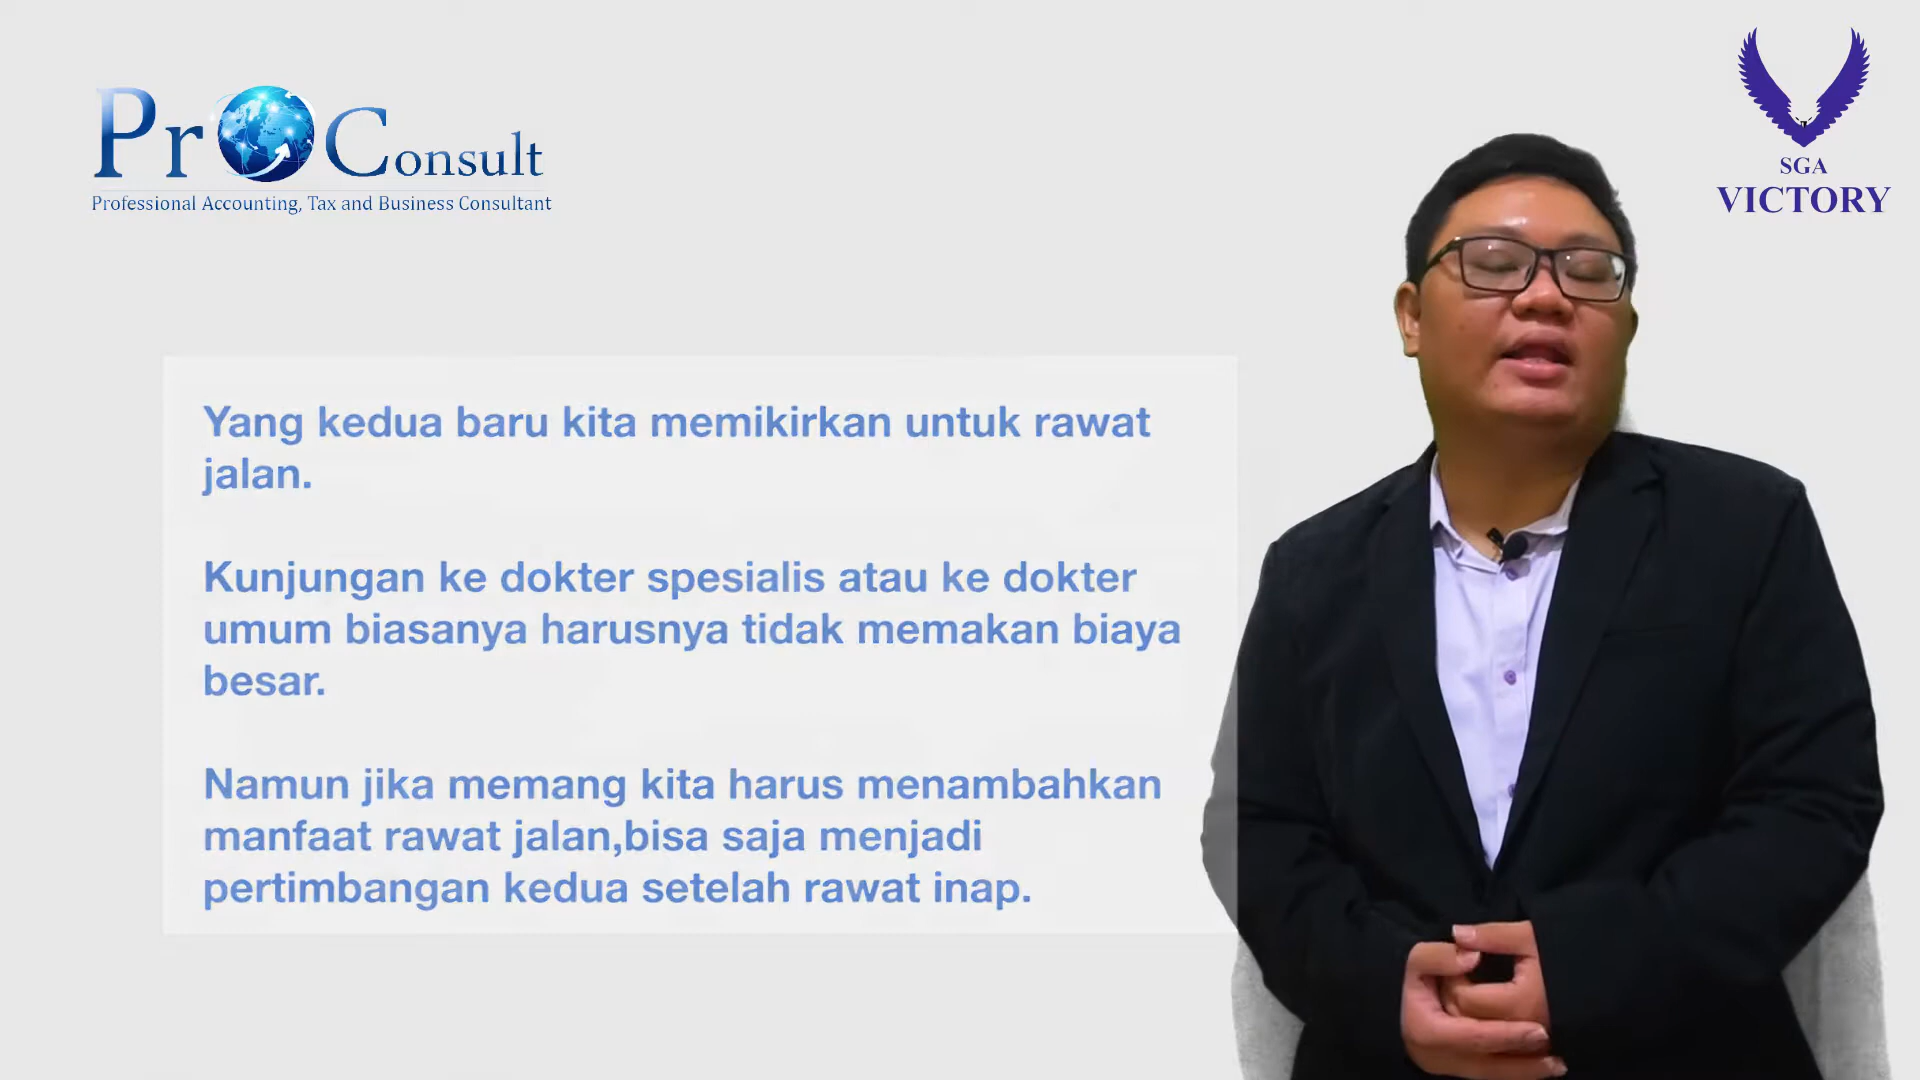 PrOConsult
Professional Accounting, Tax and Business Consultant
SGA
VICTORY
Yang kedua baru kita memikirkan untuk rawat
jalan.
Kunjungan ke dokter spesialis atau ke dokter
umum biasanya harusnya tidak memakan biaya
besar.
Namun jika memang kita harus menambahkan
manfaat rawat jalan,bisa saja menjadi
pertimbangan kedua setelah rawat inap.